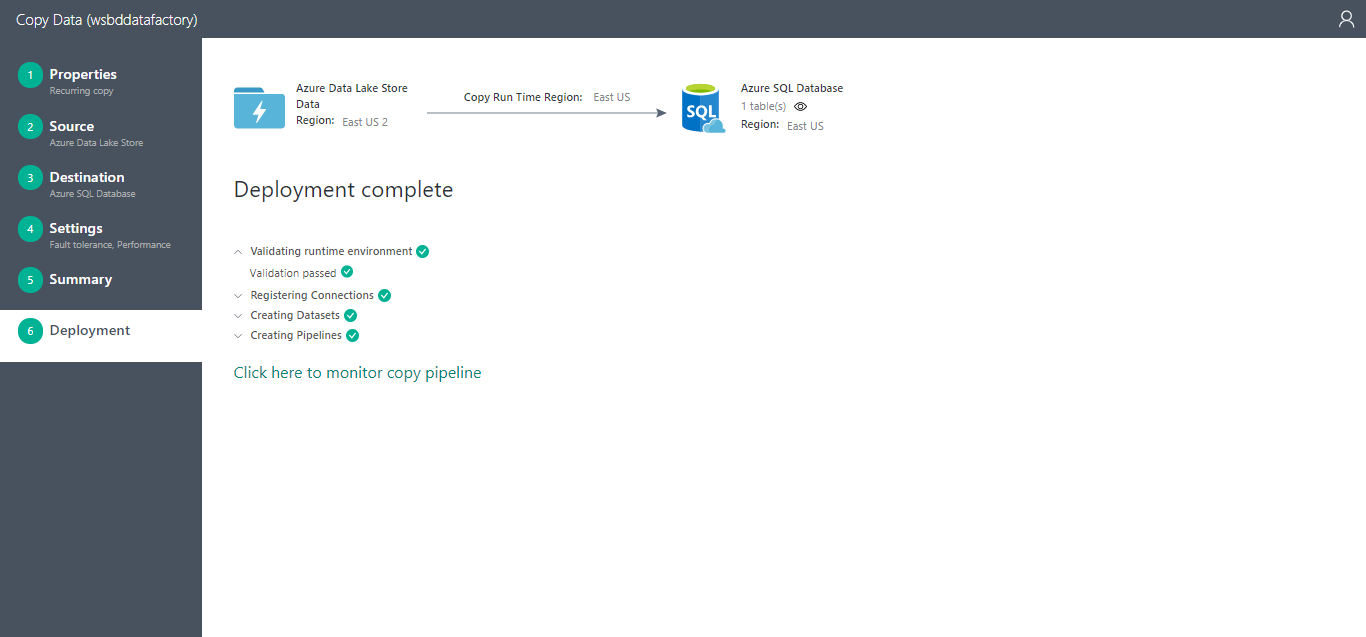 Copy Data (wsbddatafactory)
1 Properties
Recurring copy
2 Source
Azure Data Lake Store
3 Destination
Azure SQL Database
4 Settings
Fault tolerance, Performance
5 Summary
6 Deployment
Azure Data Lake Store
Data
Region: East US 2
Copy Run Time Region: East US
SQL
Azure SQL Database
1 table(s)
Region: East US
Deployment complete
Validating runtime environment
Validation passed
Registering Connections
Creating Datasets
Creating Pipelines
Click here to monitor copy pipeline